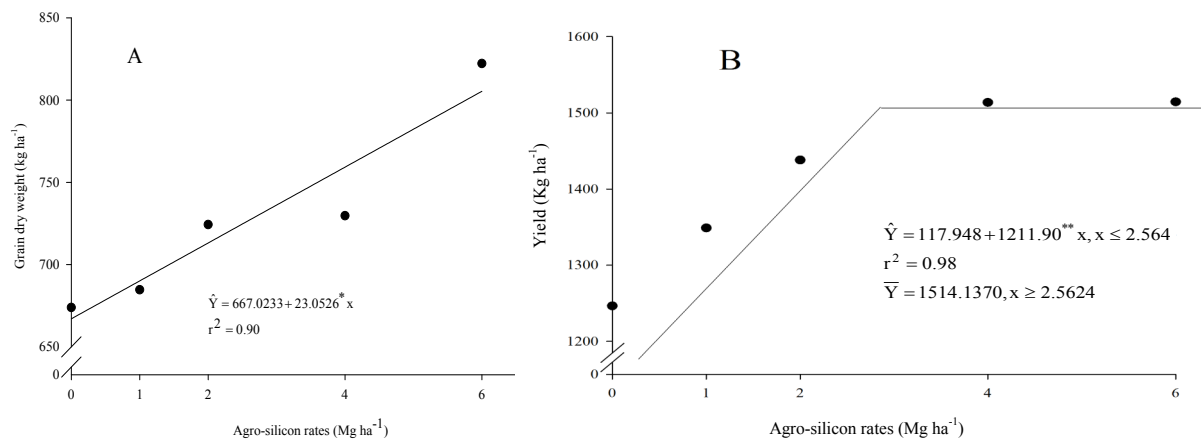 A
Grain dry weight (kg ha⁻¹)
850
800
750
700
650
0
Ŷ = 667.0233 + 23.0526* x
r² = 0.90
0 1 2 4 6
Agro-silicon rates (Mg ha⁻¹)
B
Yield (Kg ha⁻¹)
1600
1500
1400
1300
1200
0
Ŷ = 117.948 + 1211.90** x, x ≤ 2.564
r² = 0.98
Y̅ = 1514.1370, x ≥ 2.5624
0 1 2 4 6
Agro-silicon rates (Mg ha⁻¹)